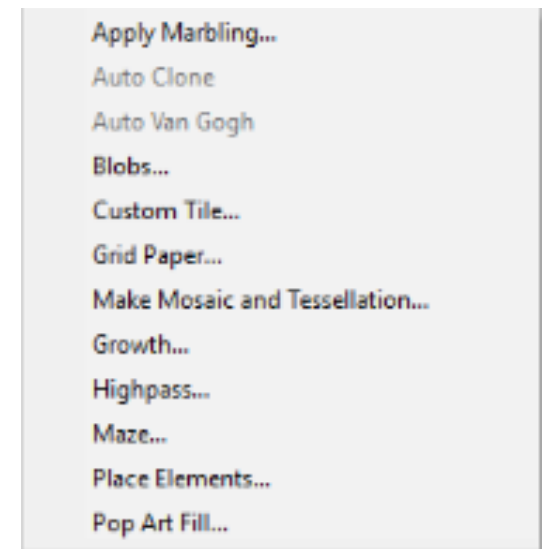 Apply Marbling...
Auto Clone
Auto Van Gogh
Blobs...
Custom Tile...
Grid Paper...
Make Mosaic and Tessellation...
Growth...
Highpass...
Maze...
Place Elements...
Pop Art Fill...